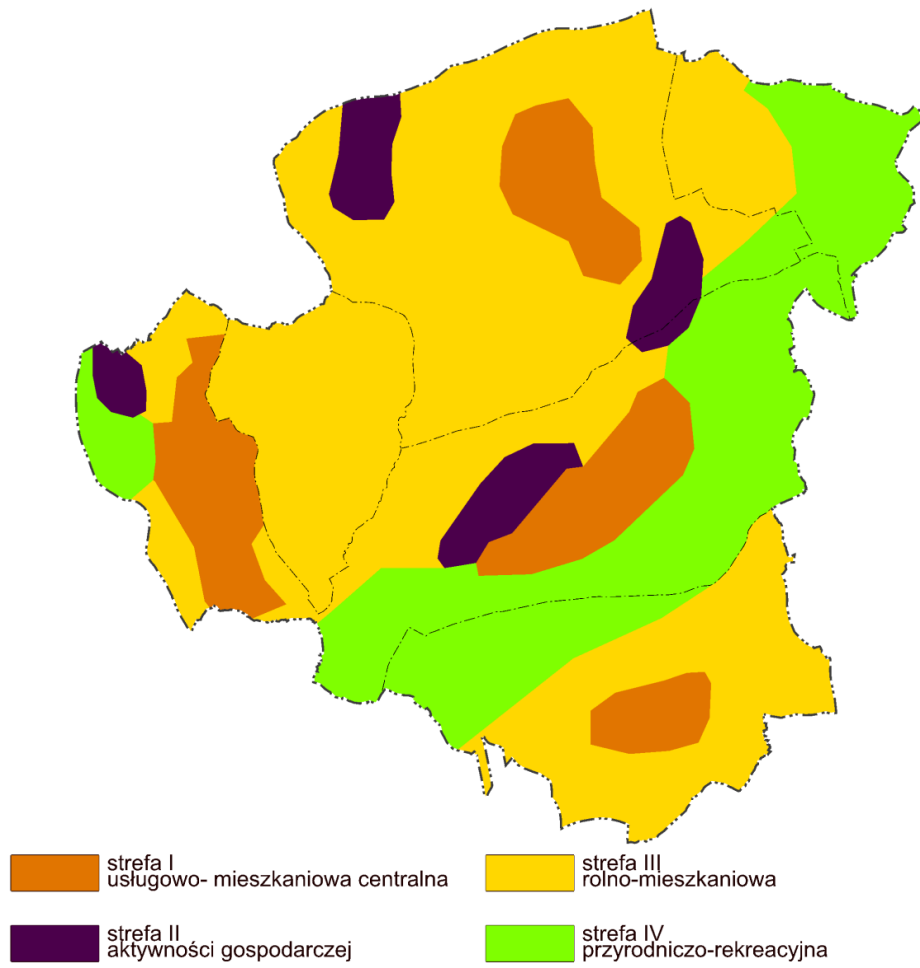 strefa I
usługowo- mieszkaniowa centralna
strefa II
aktywności gospodarczej
strefa III
rolno-mieszkaniowa
strefa IV
przyrodniczo-rekreacyjna